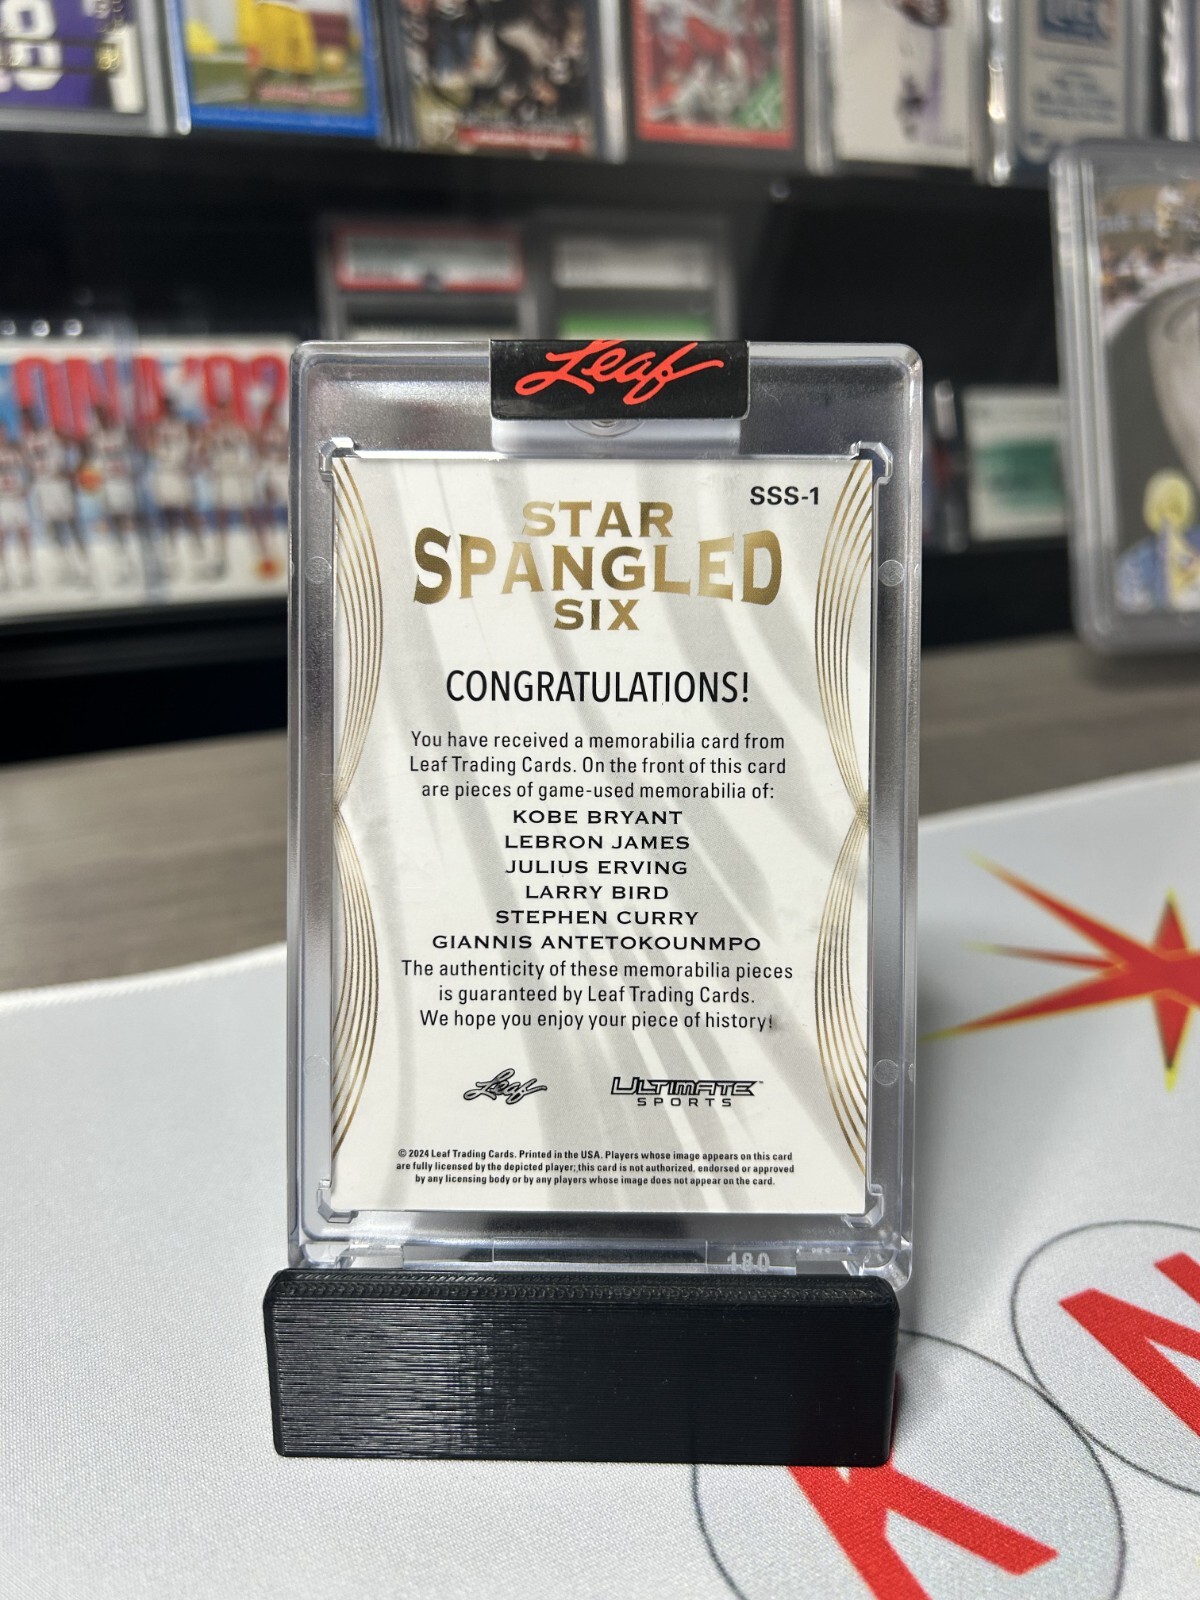 ONA '92
Leaf
SSS-1
STAR
SPANGLED
SIX
CONGRATULATIONS!
You have received a memorabilia card from
Leaf Trading Cards. On the front of this card
are pieces of game-used memorabilia of:
KOBE BRYANT
LEBRON JAMES
JULIUS ERVING
LARRY BIRD
STEPHEN CURRY
GIANNIS ANTETOKOUNMPO
The authenticity of these memorabilia pieces
is guaranteed by Leaf Trading Cards.
We hope you enjoy your piece of history!
Leaf
ULTIMATE™
SPORTS
© 2024 Leaf Trading Cards. Printed in the USA. Players whose image appears on this card
are fully licensed by the depicted player; this card is not authorized, endorsed or approved
by any licensing body or by any players whose image does not appear on the card.
180
K